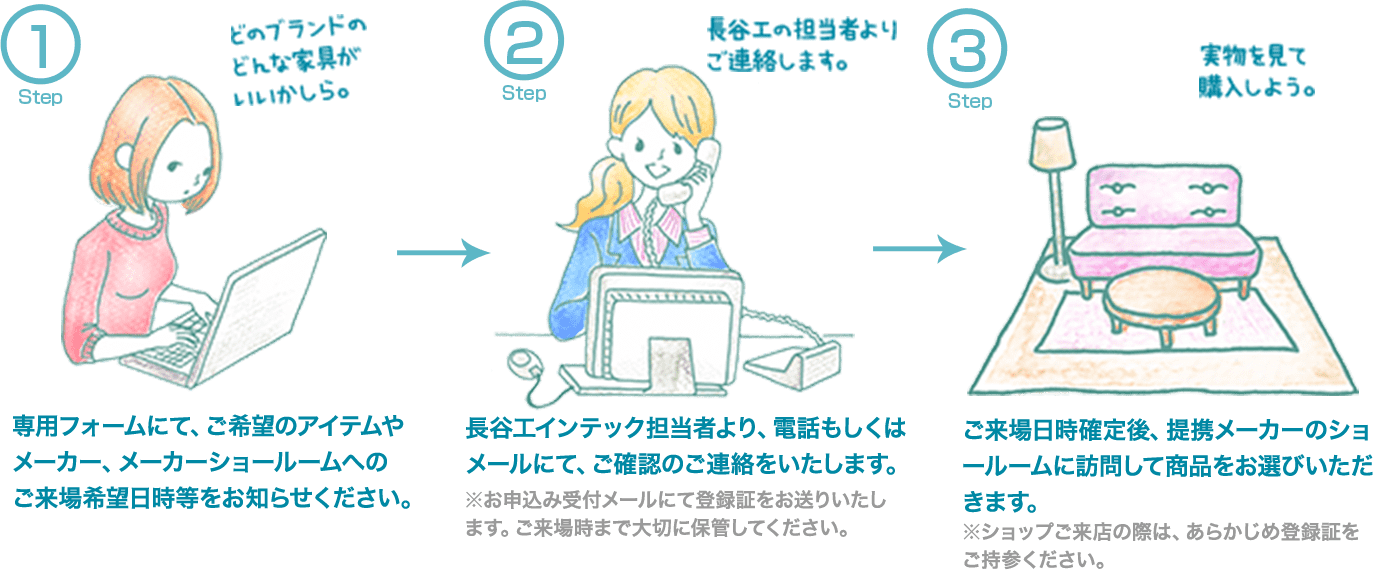 1
Step
どのブランドの
どんな家具が
いいかしら。
専用フォームにて、ご希望のアイテムや
メーカー、メーカーショールームへの
ご来場希望日時等をお知らせください。
2
Step
長谷工の担当者より
ご連絡します。
長谷工インテック担当者より、電話もしくは
メールにて、ご確認のご連絡をいたします。
※お申込み受付メールにて登録証をお送りいたし
ます。ご来場時まで大切に保管してください。
3
Step
実物を見て
購入しよう。
ご来場日時確定後、提携メーカーのショ
ールームに訪問して商品をお選びいただ
きます。
※ショップご来店の際は、あらかじめ登録証を
ご持参ください。